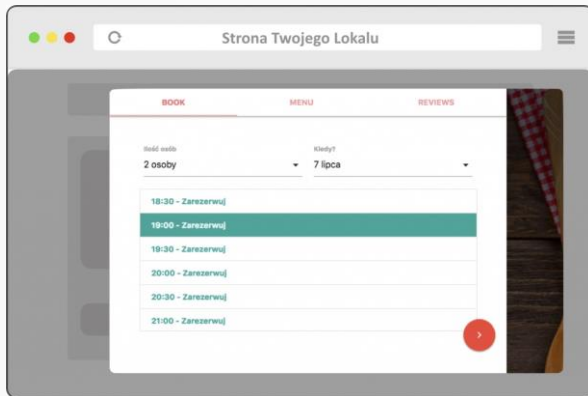 Strona Twojego Lokalu
BOOK MENU REVIEWS
Ilość osób Kiedy?
2 osoby 7 lipca
18:30 - Zarezerwuj
19:00 - Zarezerwuj
19:30 - Zarezerwuj
20:00 - Zarezerwuj
20:30 - Zarezerwuj
21:00 - Zarezerwuj